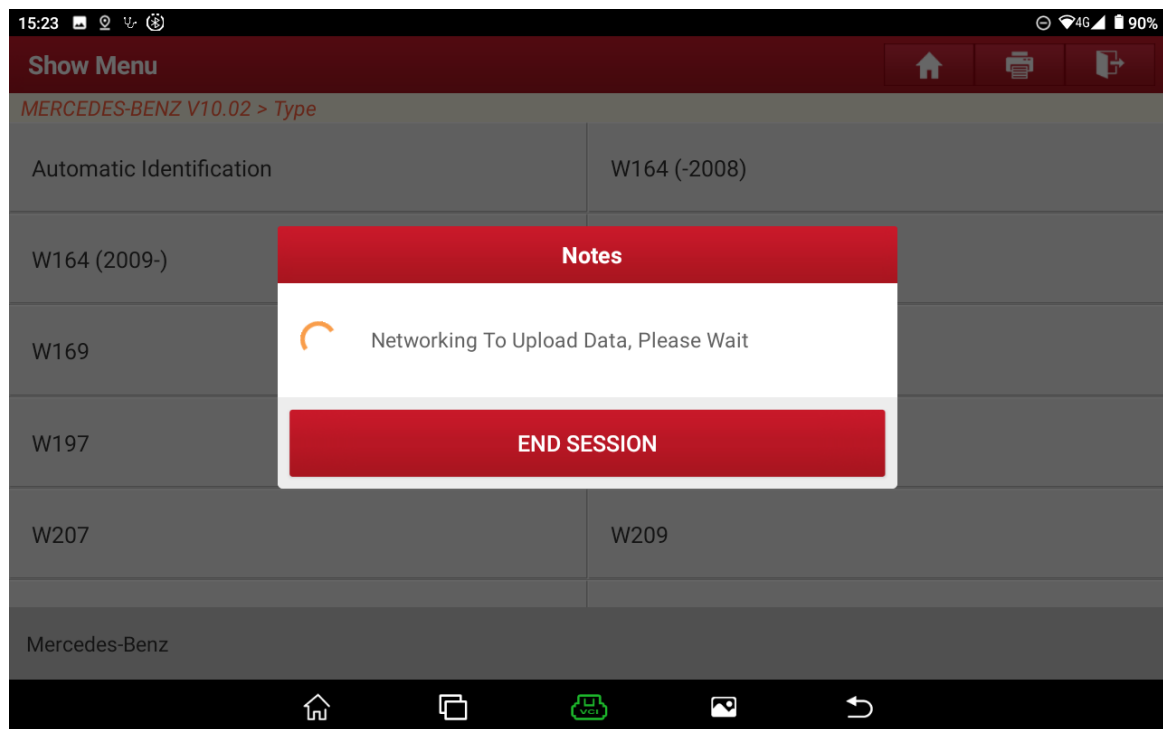 15:23
4G 90%
Show Menu
MERCEDES-BENZ V10.02 > Type
Automatic Identification
W164 (-2008)
W164 (2009-)
Notes
W169
Networking To Upload Data, Please Wait
W197
END SESSION
W207
W209
Mercedes-Benz
VCI